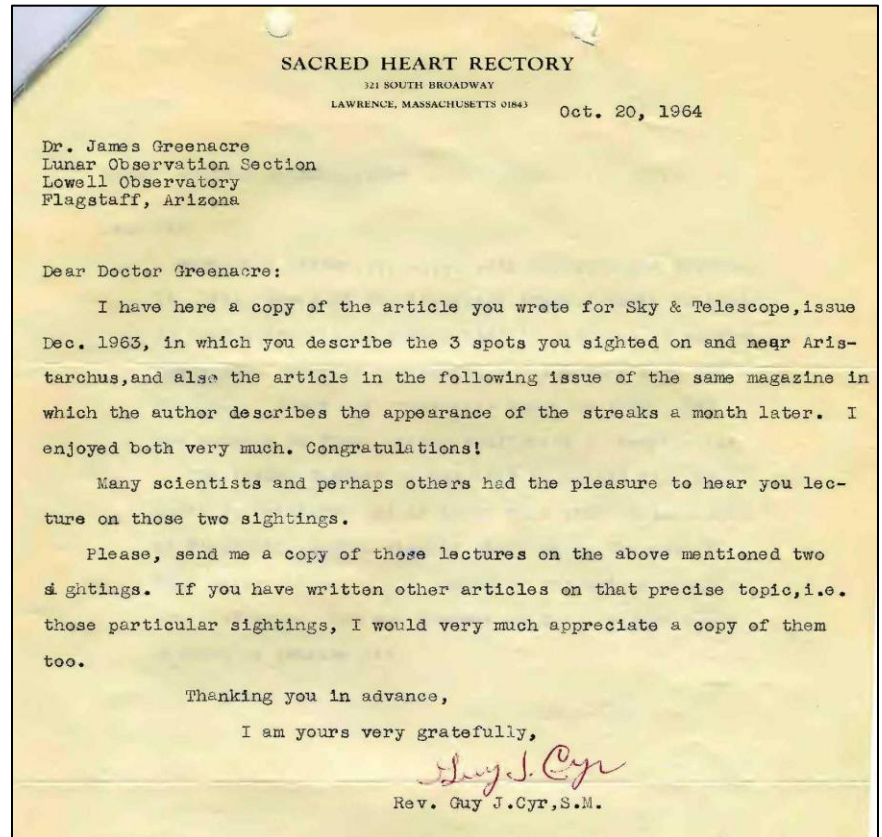 SACRED HEART RECTORY
321 SOUTH BROADWAY
LAWRENCE, MASSACHUSETTS 01843
Oct. 20, 1964
Dr. James Greenacre
Lunar Observation Section
Lowell Observatory
Flagstaff, Arizona
Dear Doctor Greenacre:
I have here a copy of the article you wrote for Sky & Telescope,issue
Dec. 1963, in which you describe the 3 spots you sighted on and near Aris-
tarchus,and also the article in the following issue of the same magazine in
which the author describes the appearance of the streaks a month later. I
enjoyed both very much. Congratulations!
Many scientists and perhaps others had the pleasure to hear you lec-
ture on those two sightings.
Please, send me a copy of those lectures on the above mentioned two
sightings. If you have written other articles on that precise topic,i.e.
those particular sightings, I would very much appreciate a copy of them
too.
Thanking you in advance,
I am yours very gratefully,
Guy J. Cyr
Rev. Guy J.Cyr,S.M.